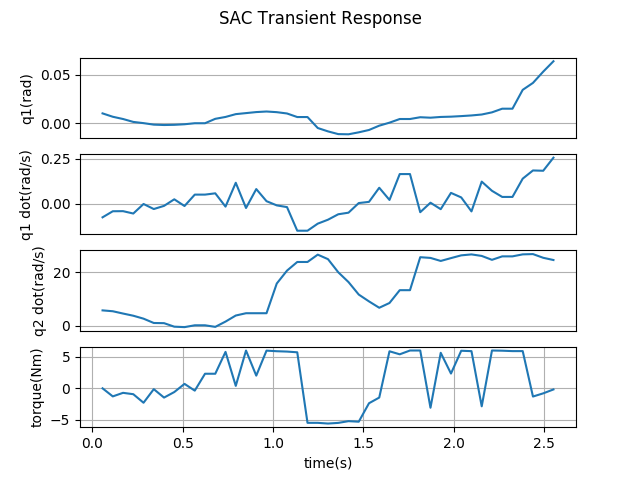 SAC Transient Response
q1(rad)
0.05
0.00
q1 dot(rad/s)
0.25
0.00
q2 dot(rad/s)
20
0
torque(Nm)
5
0
−5
0.0 0.5 1.0 1.5 2.0 2.5
time(s)